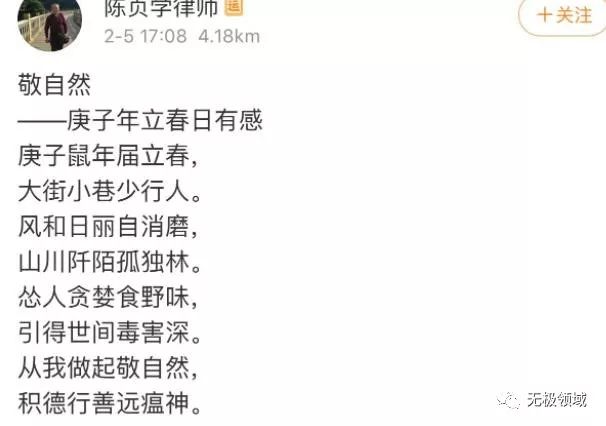 陈贞学律师
2-5 17:08 4.18km
+关注
敬自然
——庚子年立春日有感
庚子鼠年届立春,
大街小巷少行人。
风和日丽自消磨,
山川阡陌孤独林。
怂人贪婪食野味,
引得世间毒害深。
从我做起敬自然,
积德行善远瘟神。
无极领域